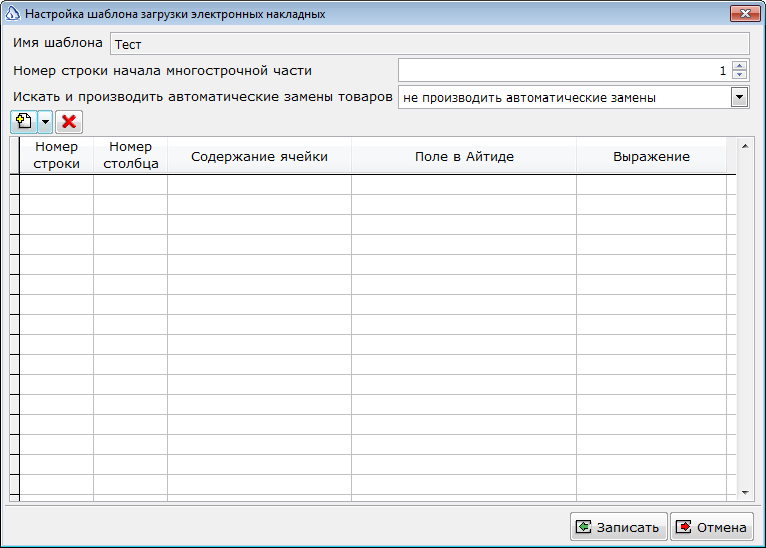 Настройка шаблона загрузки электронных накладных
Имя шаблона Тест
Номер строки начала многострочной части 1
Искать и производить автоматические замены товаров не производить автоматические замены
Номер строки
Номер столбца
Содержание ячейки
Поле в Айтиде
Выражение
Записать Отмена